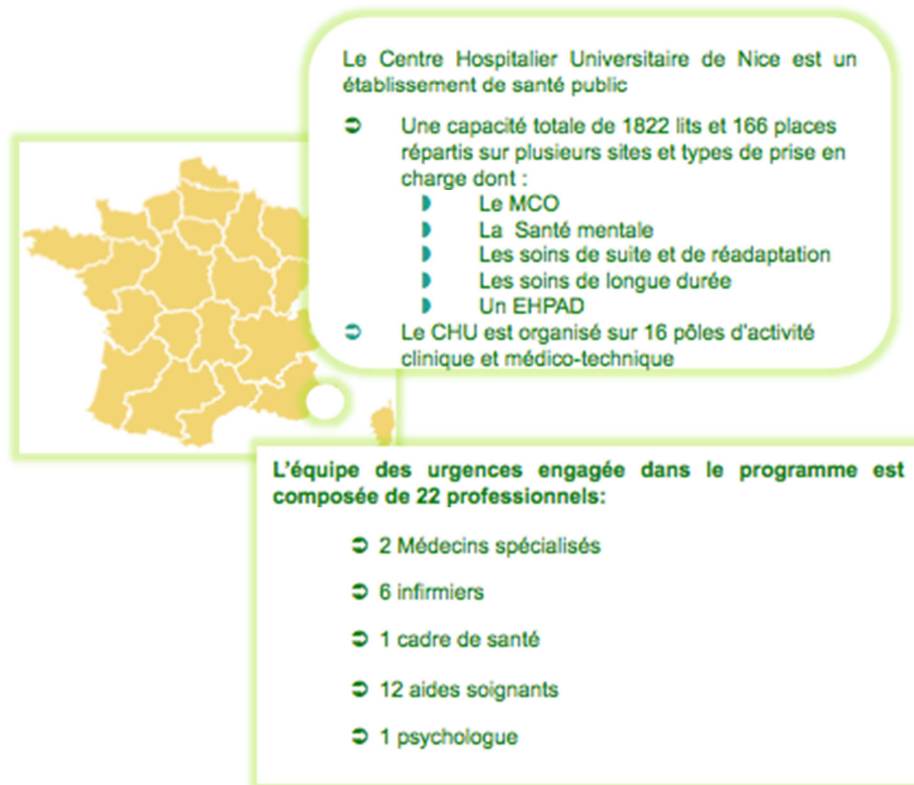 Le Centre Hospitalier Universitaire de Nice est un
établissement de santé public
➲ Une capacité totale de 1822 lits et 166 places
répartis sur plusieurs sites et types de prise en
charge dont :
◗ Le MCO
◗ La Santé mentale
◗ Les soins de suite et de réadaptation
◗ Les soins de longue durée
◗ Un EHPAD
➲ Le CHU est organisé sur 16 pôles d'activité
clinique et médico-technique
L'équipe des urgences engagée dans le programme est
composée de 22 professionnels:
➲ 2 Médecins spécialisés
➲ 6 infirmiers
➲ 1 cadre de santé
➲ 12 aides soignants
➲ 1 psychologue